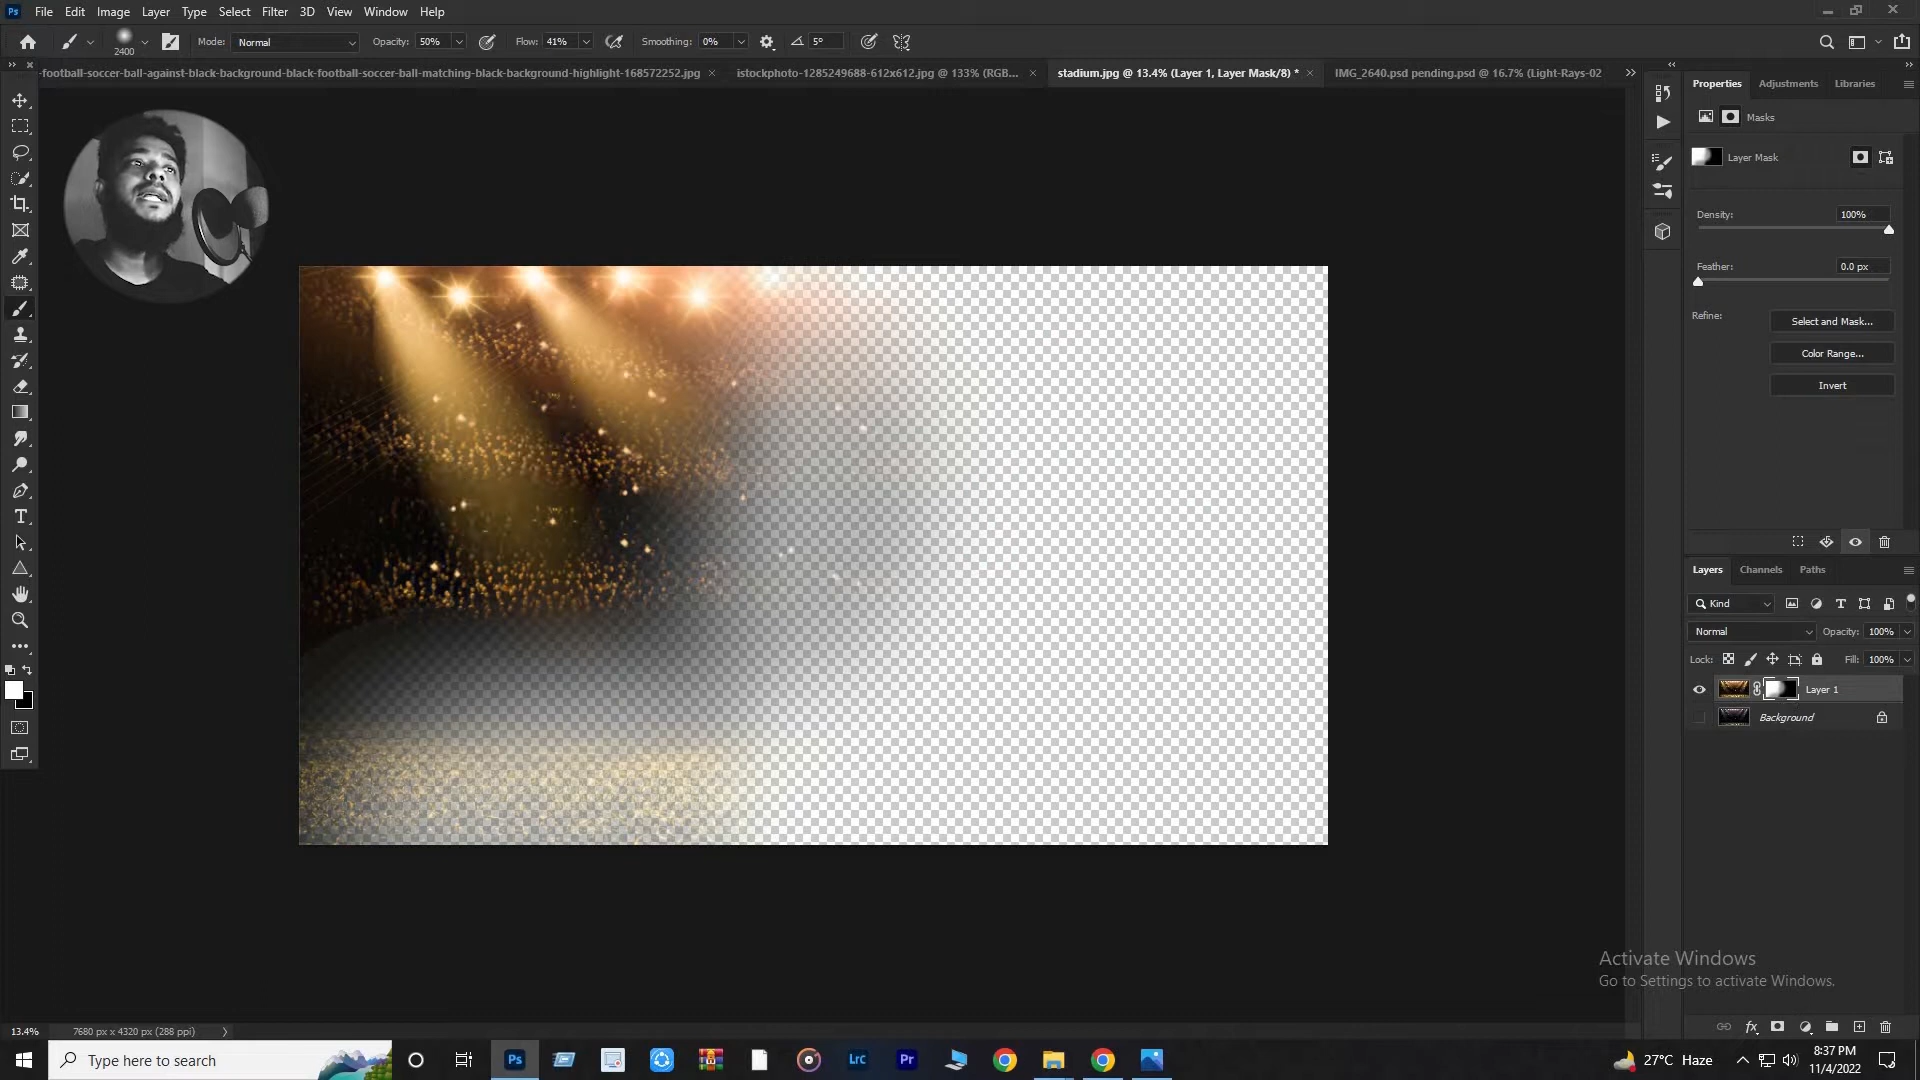 Ps File Edit Image Layer Type Select Filter 3D View Window Help
2400 Mode: Normal Opacity: 50% Flow: 41% Smoothing: 0% 5°
-football-soccer-ball-against-black-background-black-football-soccer-ball-matching-black-background-highlight-168572252.jpg × istockphoto-1285249688-612x612.jpg @ 133% (RGB... × stadium.jpg @ 13.4% (Layer 1, Layer Mask/8) * × IMG_2640.psd pending.psd @ 16.7% (Light-Rays-02
Properties Adjustments Libraries
Masks
Layer Mask
Density: 100%
Feather: 0.0 px
Refine: Select and Mask...
Color Range...
Invert
Layers Channels Paths
Kind
Normal Opacity: 100%
Lock: Fill: 100%
Layer 1
Background
Activate Windows
Go to Settings to activate Windows.
13.4% 7680 px x 4320 px (288 ppi)
fx
Type here to search
Ps
Lrc
Pr
27°C Haze
8:37 PM
11/4/2022